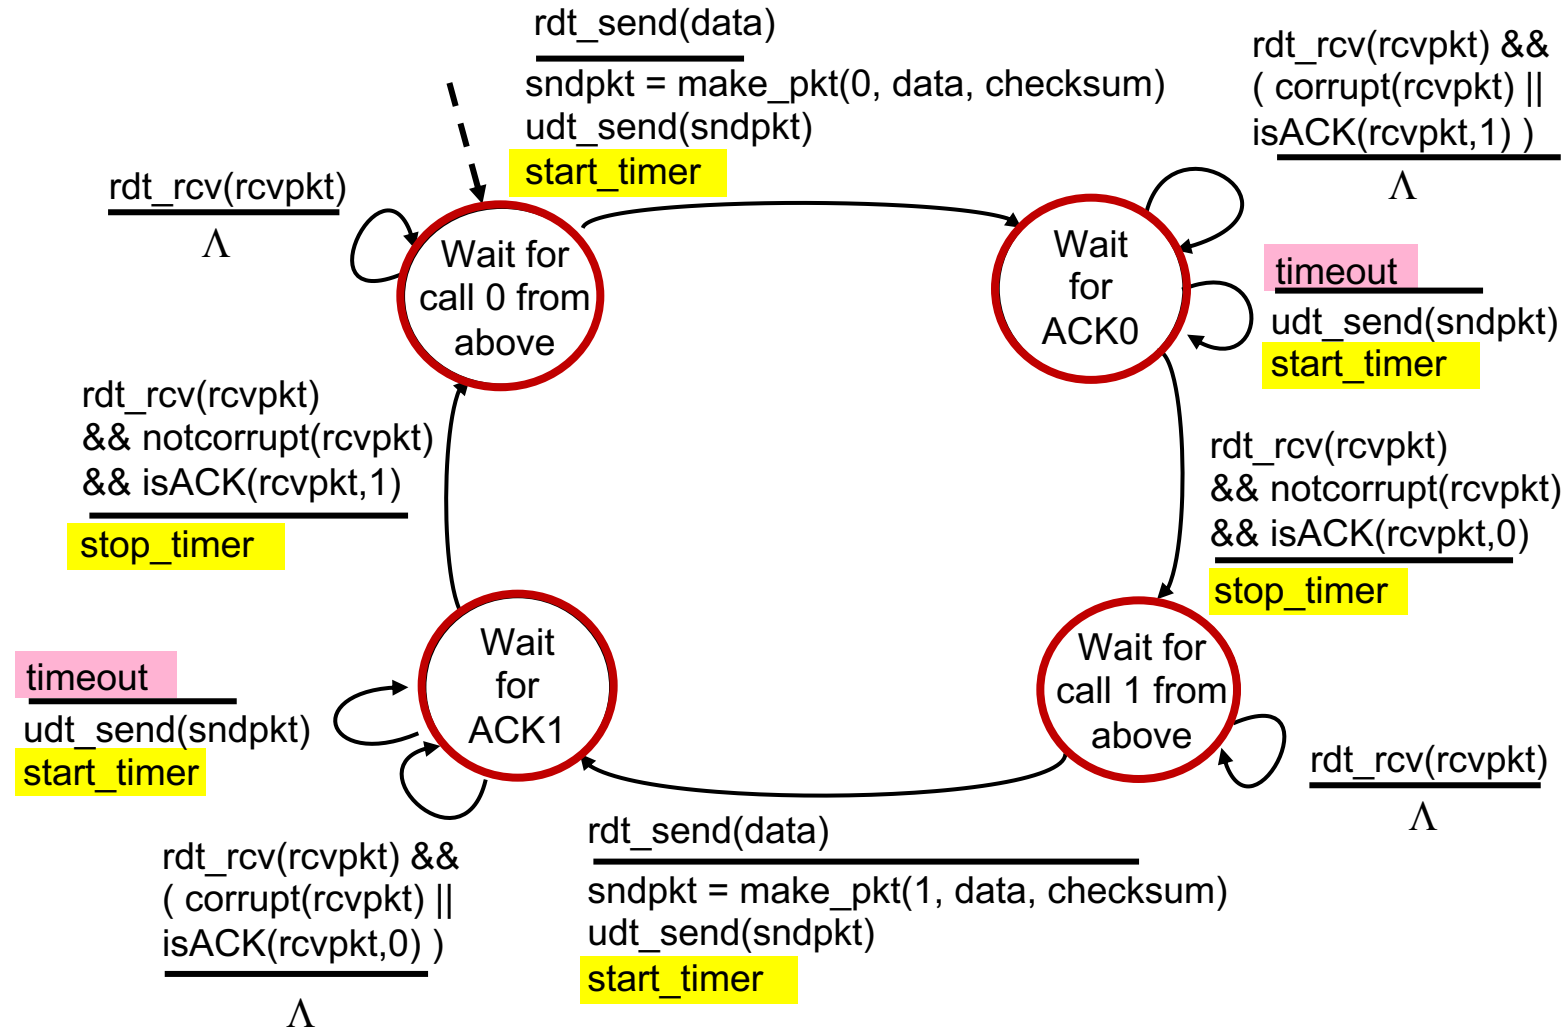 rdt_send(data)
sndpkt = make_pkt(0, data, checksum)
udt_send(sndpkt)
start_timer
rdt_rcv(rcvpkt) &&
( corrupt(rcvpkt) ||
isACK(rcvpkt,1) )
Λ
rdt_rcv(rcvpkt)
Λ
Wait for
call 0 from
above
Wait
for
ACK0
timeout
udt_send(sndpkt)
start_timer
rdt_rcv(rcvpkt)
&& notcorrupt(rcvpkt)
&& isACK(rcvpkt,1)
stop_timer
rdt_rcv(rcvpkt)
&& notcorrupt(rcvpkt)
&& isACK(rcvpkt,0)
stop_timer
Wait
for
ACK1
Wait for
call 1 from
above
timeout
udt_send(sndpkt)
start_timer
rdt_rcv(rcvpkt)
Λ
rdt_rcv(rcvpkt) &&
( corrupt(rcvpkt) ||
isACK(rcvpkt,0) )
Λ
rdt_send(data)
sndpkt = make_pkt(1, data, checksum)
udt_send(sndpkt)
start_timer